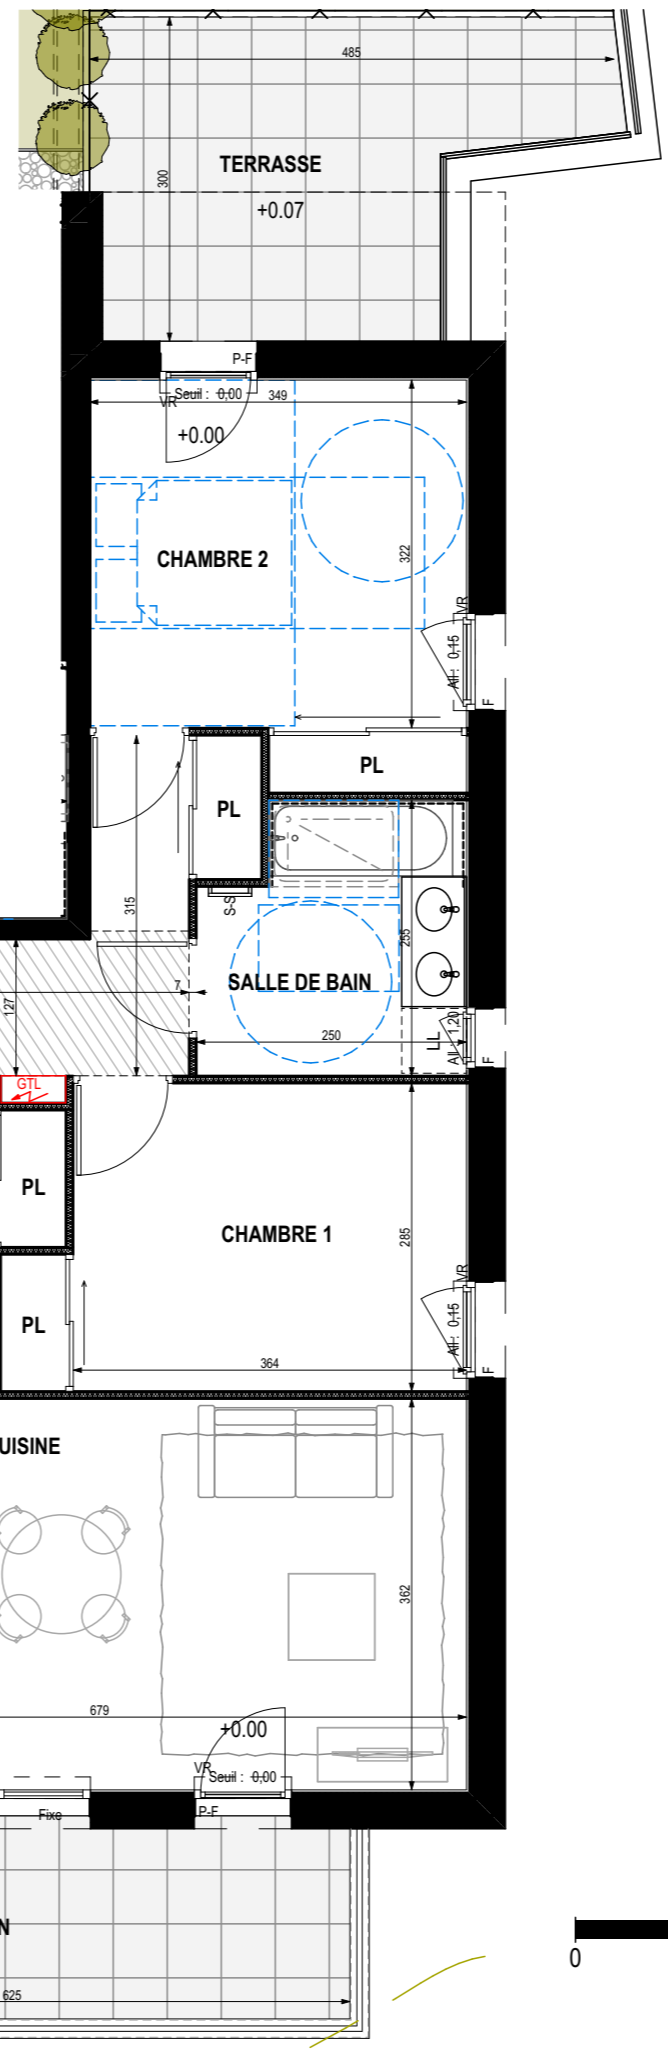 485
TERRASSE
300
+0.07
P-F
Seuil : 0,00
VR
349
+0.00
322
CHAMBRE 2
VR
All : 0,15
F
PL
PL
315
S-S
255
127
7
SALLE DE BAIN
250
LL
All : 1,20
F
GTL
PL
CHAMBRE 1
285
VR
All : 0,15
F
PL
364
UISINE
362
679
+0.00
VR
Seuil : 0,00
Fixe
P-F
N
625
0